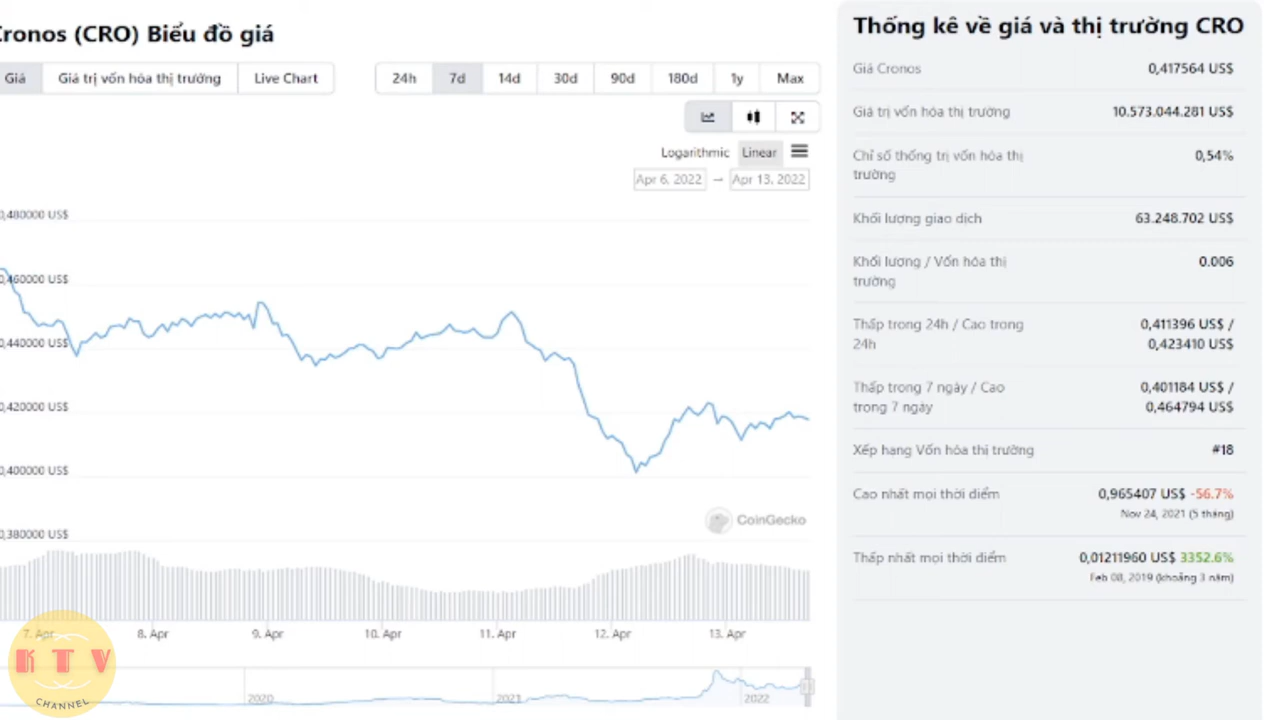 Cronos (CRO) Biểu đồ giá
Giá Giá trị vốn hóa thị trường Live Chart
24h 7d 14d 30d 90d 180d 1y Max
Logarithmic Linear
Apr 6, 2022 → Apr 13, 2022
0,480000 US$
0,460000 US$
0,440000 US$
0,420000 US$
0,400000 US$
0,380000 US$
CoinGecko
7. Apr 8. Apr 9. Apr 10. Apr 11. Apr 12. Apr 13. Apr
2020 2021 2022
KTV
CHANNEL
Thống kê về giá và thị trường CRO
Giá Cronos 0,417564 US$
Giá trị vốn hóa thị trường 10.573.044.281 US$
Chỉ số thống trị vốn hóa thị 0,54%
trường
Khối lượng giao dịch 63.248.702 US$
Khối lượng / Vốn hóa thị 0.006
trường
Thấp trong 24h / Cao trong 0,411396 US$ /
24h 0,423410 US$
Thấp trong 7 ngày / Cao 0,401184 US$ /
trong 7 ngày 0,464794 US$
Xếp hạng Vốn hóa thị trường #18
Cao nhất mọi thời điểm 0,965407 US$ -56.7%
Nov 24, 2021 (5 tháng)
Thấp nhất mọi thời điểm 0,01211960 US$ 3352.6%
Feb 08, 2019 (khoảng 3 năm)